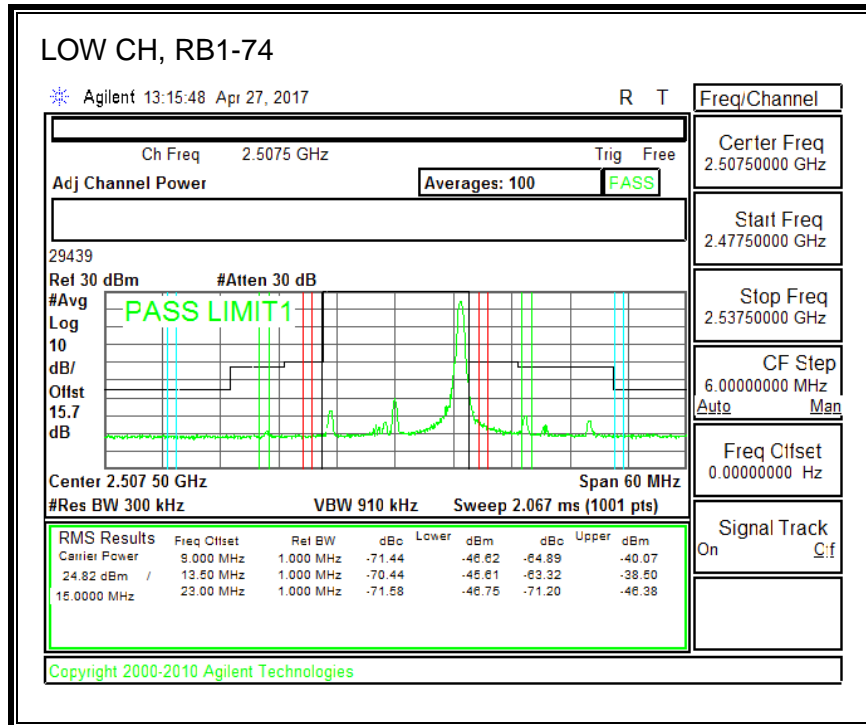 LOW CH, RB1-74
Agilent 13:15:48 Apr 27, 2017 R T
Freq/Channel
Ch Freq 2.5075 GHz Trig Free
Adj Channel Power Averages: 100 PASS
Center Freq
2.50750000 GHz
Start Freq
2.47750000 GHz
Stop Freq
2.53750000 GHz
CF Step
6.00000000 MHz
Auto Man
Freq Offset
0.00000000 Hz
Signal Track
On Off
29439
Ref 30 dBm #Atten 30 dB
#Avg
Log
10
dB/
Offst
15.7
dB
PASS LIMIT1
Center 2.507 50 GHz Span 60 MHz
#Res BW 300 kHz VBW 910 kHz Sweep 2.067 ms (1001 pts)
RMS Results Freq Offset Ref BW dBc Lower dBm dBc Upper dBm
Carrier Power 9.000 MHz 1.000 MHz -71.44 -46.62 -64.89 -40.07
24.82 dBm / 13.50 MHz 1.000 MHz -70.44 -45.61 -63.32 -38.50
15.0000 MHz 23.00 MHz 1.000 MHz -71.58 -46.75 -71.20 -46.38
Copyright 2000-2010 Agilent Technologies